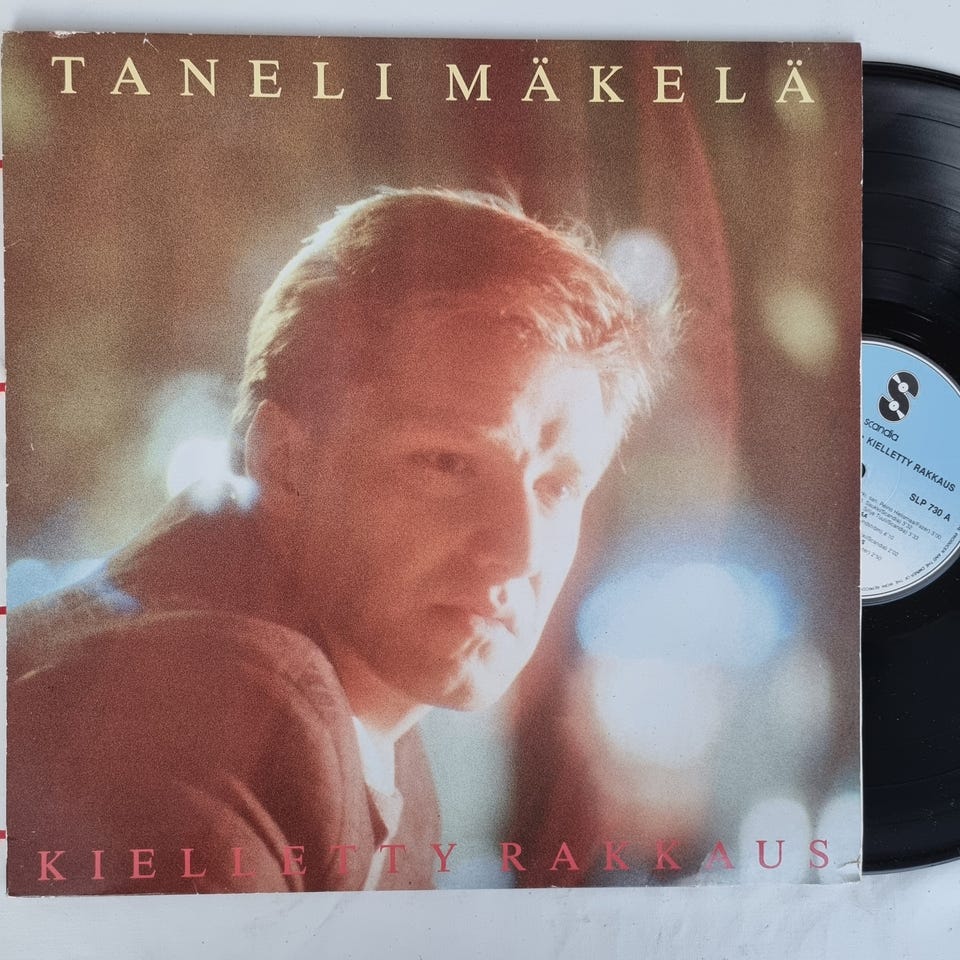 TANELI MÄKELÄ
KIELLETTY RAKKAUS
S
scandia
KIELLETTY RAKKAUS
SLP 730 A